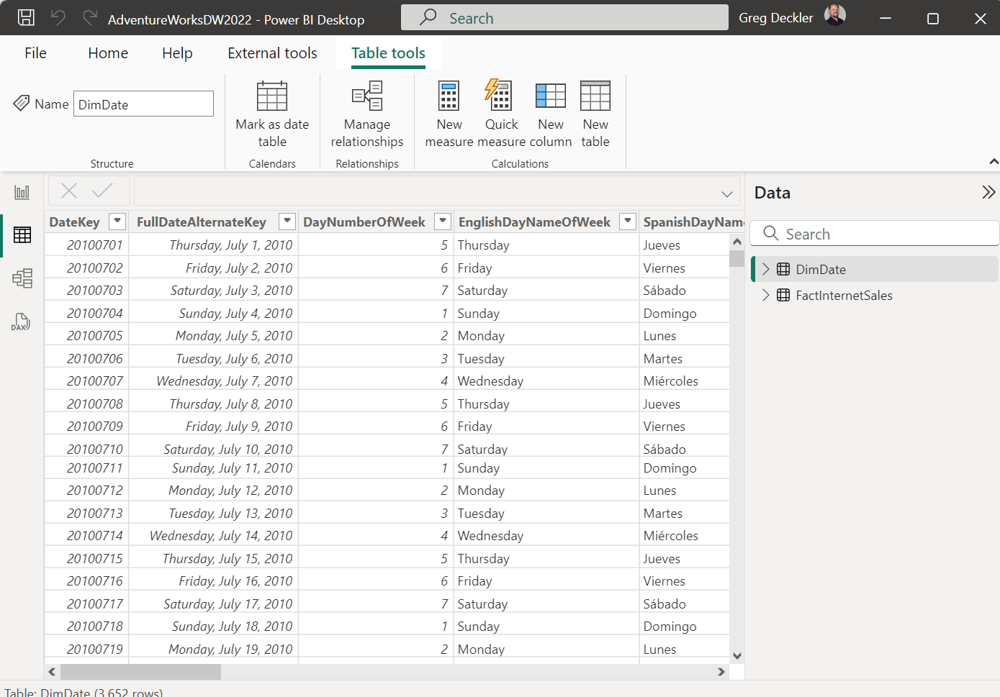 AdventureWorksDW2022 - Power BI Desktop Search Greg Deckler
File Home Help External tools Table tools
Name DimDate
Mark as date table
Manage relationships
New measure
Quick measure
New column
New table
Structure Calendars Relationships Calculations
DAX
DateKey FullDateAlternateKey DayNumberOfWeek EnglishDayNameOfWeek SpanishDayName
20100701 Thursday, July 1, 2010 5 Thursday Jueves
20100702 Friday, July 2, 2010 6 Friday Viernes
20100703 Saturday, July 3, 2010 7 Saturday Sábado
20100704 Sunday, July 4, 2010 1 Sunday Domingo
20100705 Monday, July 5, 2010 2 Monday Lunes
20100706 Tuesday, July 6, 2010 3 Tuesday Martes
20100707 Wednesday, July 7, 2010 4 Wednesday Miércoles
20100708 Thursday, July 8, 2010 5 Thursday Jueves
20100709 Friday, July 9, 2010 6 Friday Viernes
20100710 Saturday, July 10, 2010 7 Saturday Sábado
20100711 Sunday, July 11, 2010 1 Sunday Domingo
20100712 Monday, July 12, 2010 2 Monday Lunes
20100713 Tuesday, July 13, 2010 3 Tuesday Martes
20100714 Wednesday, July 14, 2010 4 Wednesday Miércoles
20100715 Thursday, July 15, 2010 5 Thursday Jueves
20100716 Friday, July 16, 2010 6 Friday Viernes
20100717 Saturday, July 17, 2010 7 Saturday Sábado
20100718 Sunday, July 18, 2010 1 Sunday Domingo
20100719 Monday, July 19, 2010 2 Monday Lunes
Data
Search
DimDate
FactInternetSales
Table: DimDate (3,652 rows)